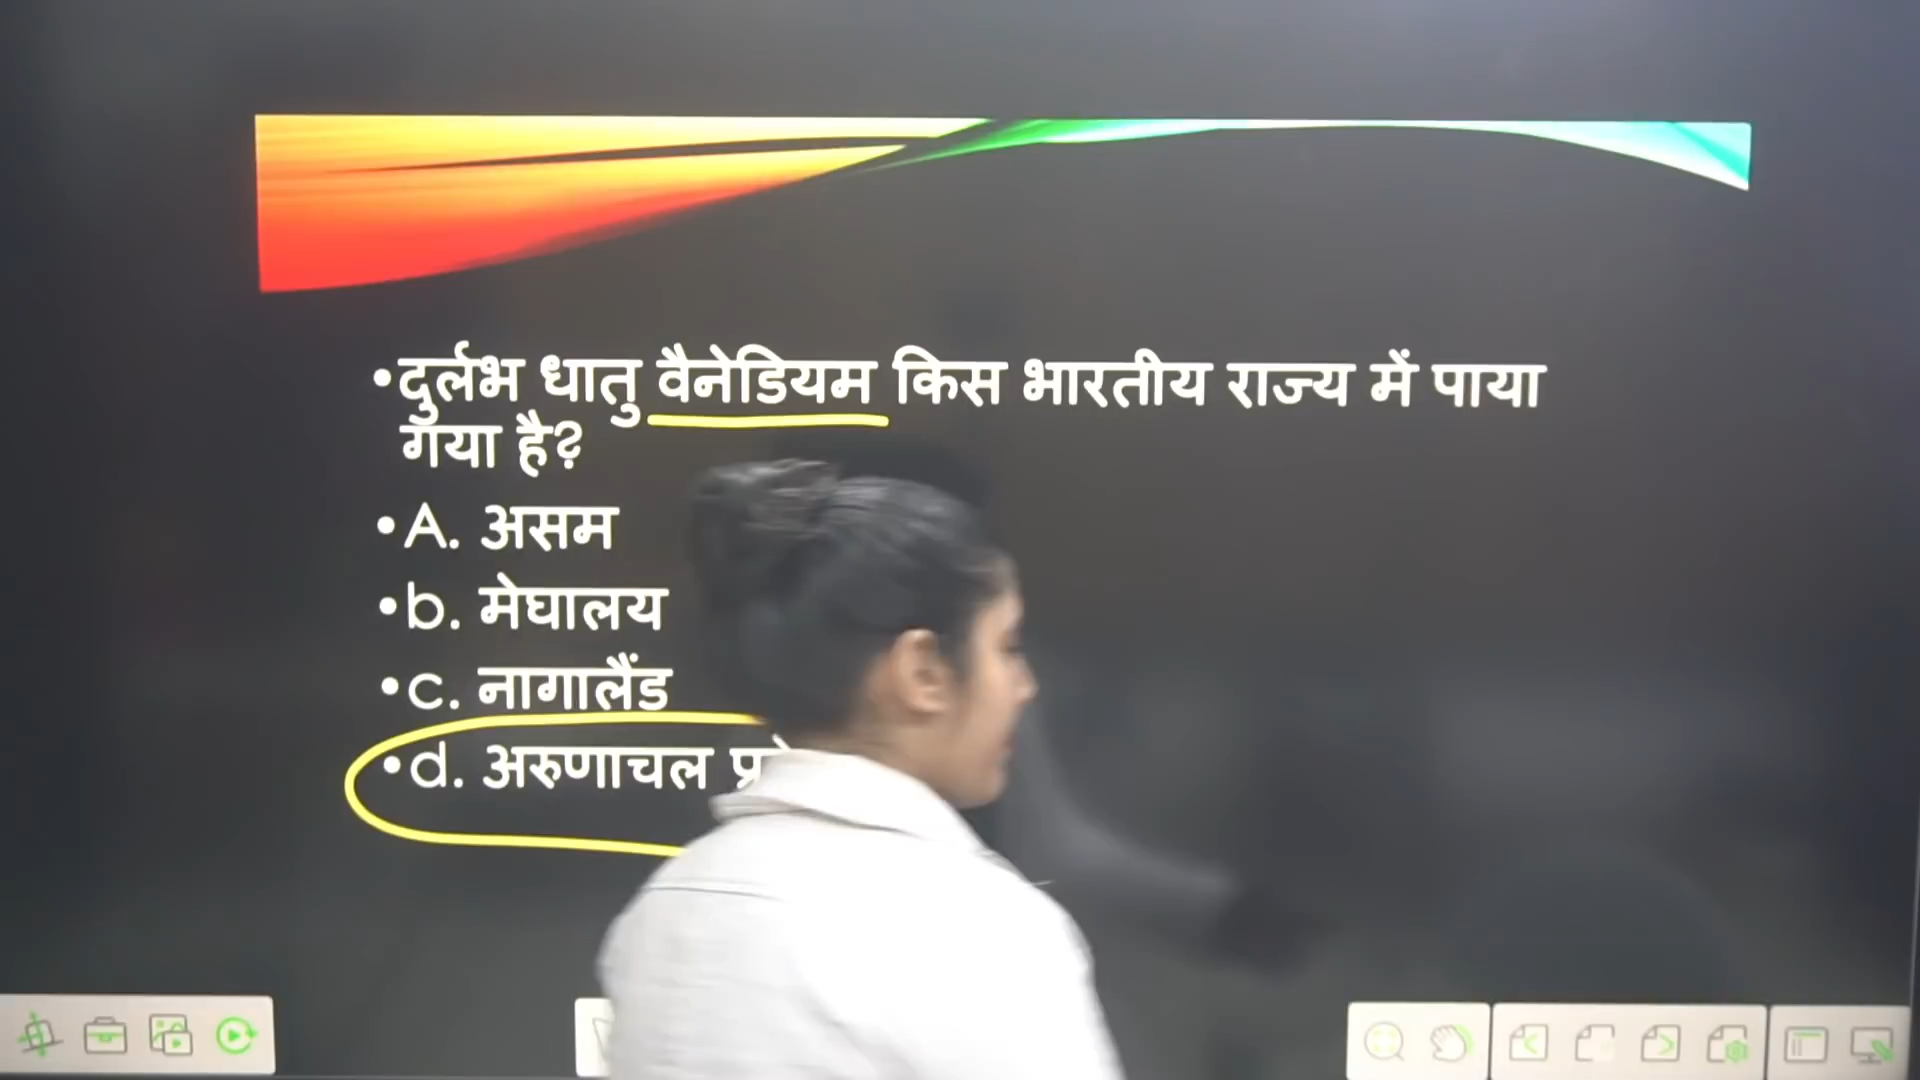 •दुर्लभ धातु वैनेडियम किस भारतीय राज्य में पाया
गया है?
•A. असम
•b. मेघालय
•c. नागालैंड
•d. अरुणाचल